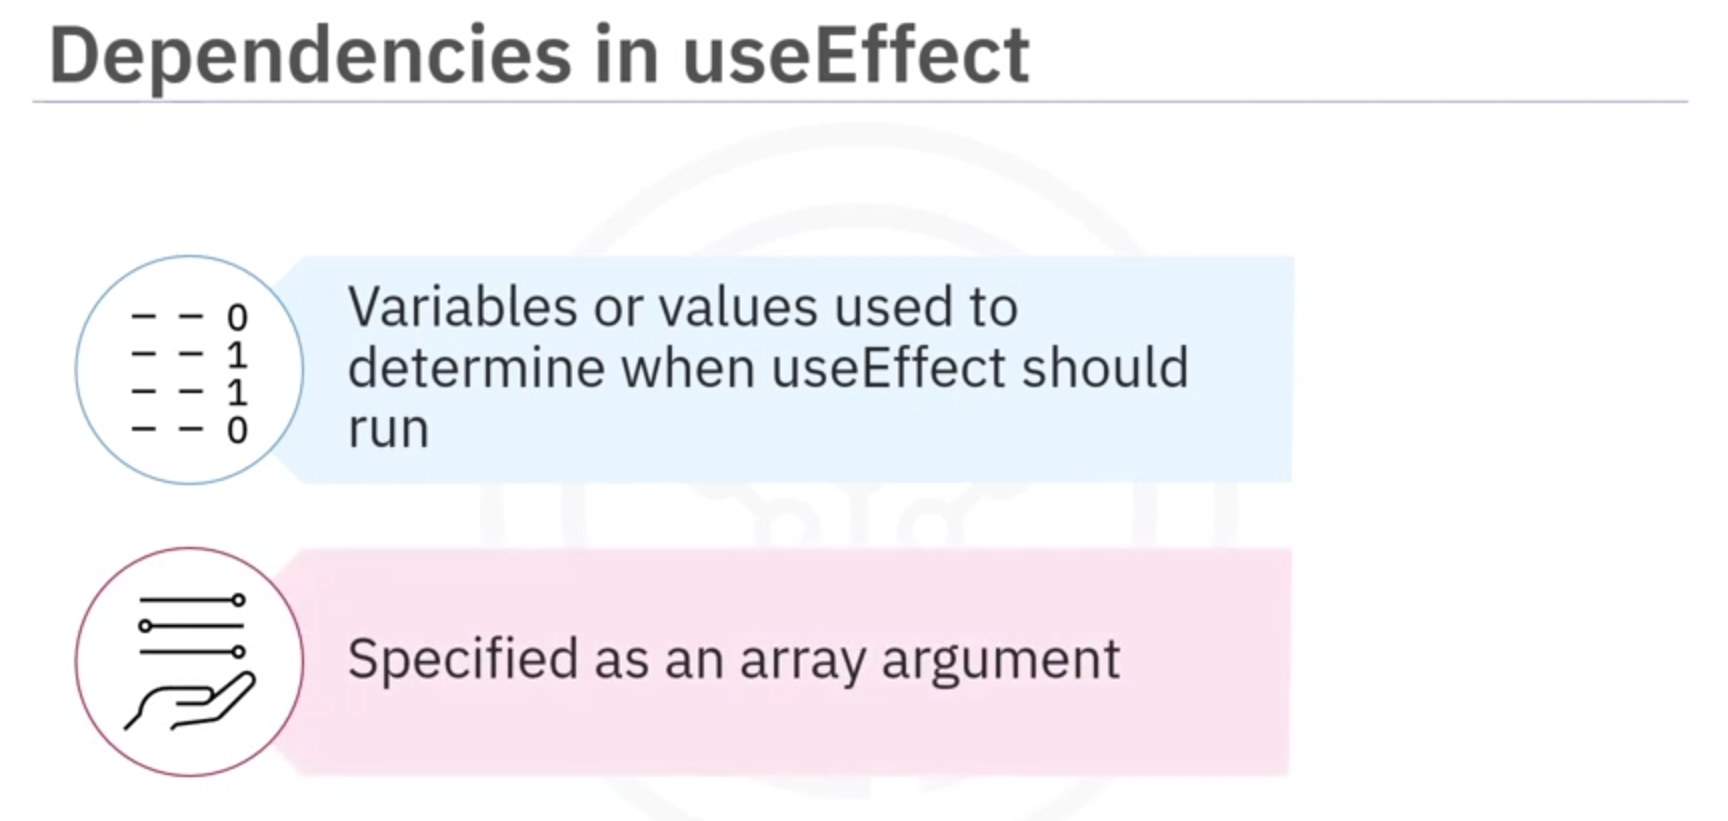 Dependencies in useEffect
– – 0
– – 1
– – 1
– – 0
Variables or values used to
determine when useEffect should
run
Specified as an array argument